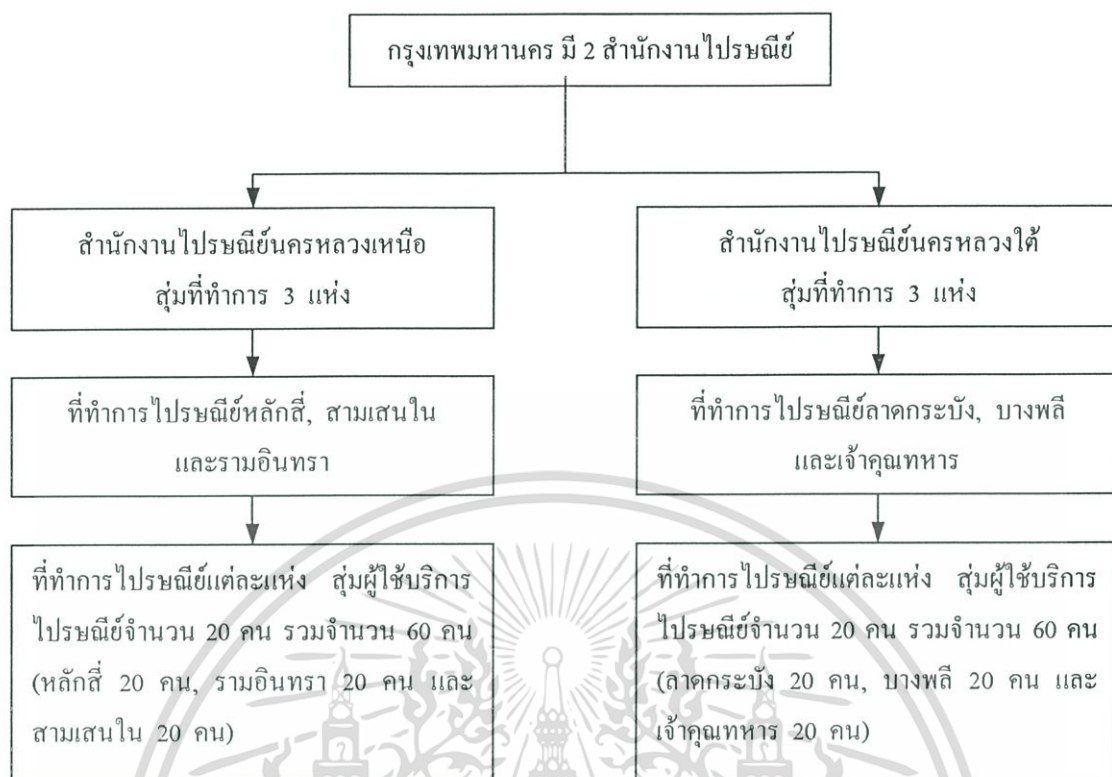 กรุงเทพมหานคร มี 2 สำนักงานไปรษณีย์
สำนักงานไปรษณีย์นครหลวงเหนือ
สุ่มที่ทำการ 3 แห่ง
สำนักงานไปรษณีย์นครหลวงใต้
สุ่มที่ทำการ 3 แห่ง
ที่ทำการไปรษณีย์หลักสี่, สามเสนใน
และรามอินทรา
ที่ทำการไปรษณีย์ลาดกระบัง, บางพลี
และเจ้าคุณทหาร
ที่ทำการไปรษณีย์แต่ละแห่ง สุ่มผู้ใช้บริการ
ไปรษณีย์จำนวน 20 คน รวมจำนวน 60 คน
(หลักสี่ 20 คน, รามอินทรา 20 คน และ
สามเสนใน 20 คน)
ที่ทำการไปรษณีย์แต่ละแห่ง สุ่มผู้ใช้บริการ
ไปรษณีย์จำนวน 20 คน รวมจำนวน 60 คน
(ลาดกระบัง 20 คน, บางพลี 20 คน และ
เจ้าคุณทหาร 20 คน)